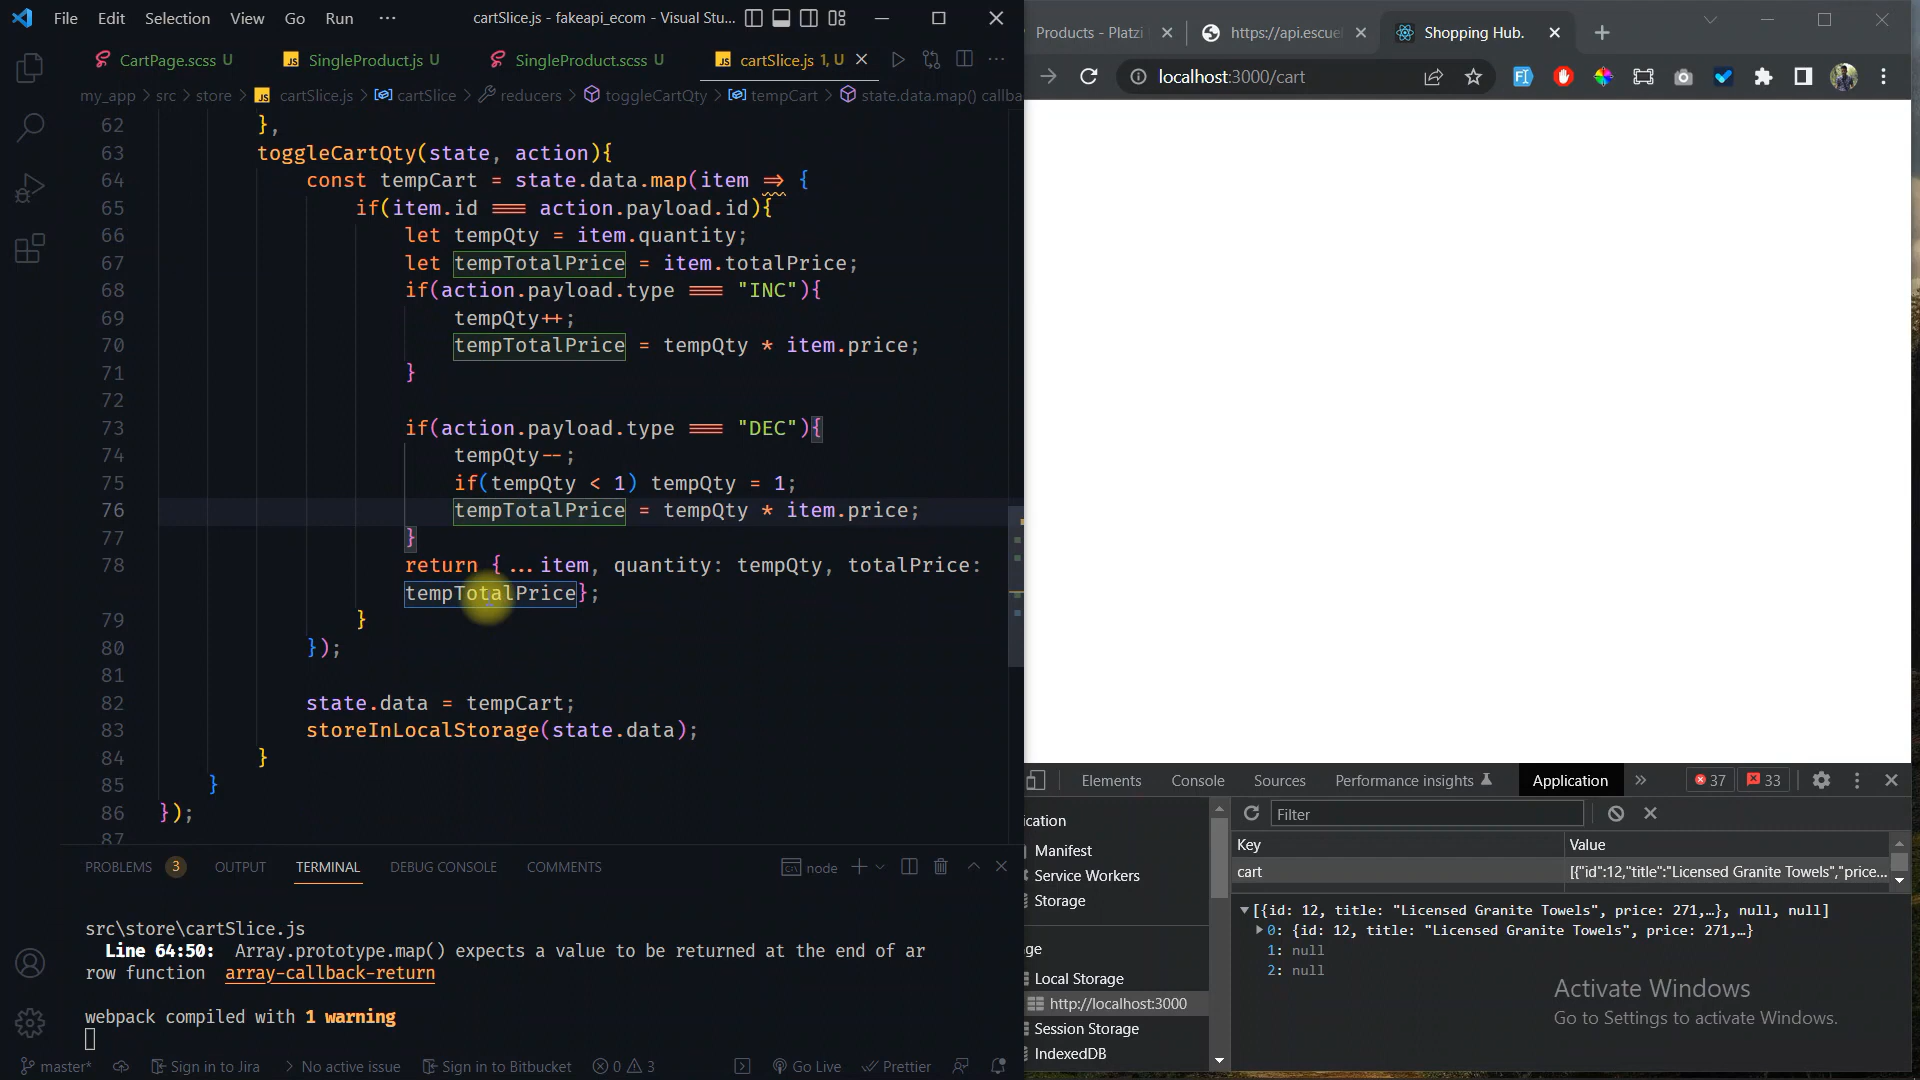 File Edit Selection View Go Run ··· cartSlice.js - fakeapi_ecom - Visual Stu...
CartPage.scss U SingleProduct.js U SingleProduct.scss U cartSlice.js 1, U
my_app > src > store > cartSlice.js > cartSlice > reducers > toggleCartQty > tempCart > state.data.map() callba
62 },
63 toggleCartQty(state, action){
64 const tempCart = state.data.map(item => {
65 if(item.id === action.payload.id){
66 let tempQty = item.quantity;
67 let tempTotalPrice = item.totalPrice;
68 if(action.payload.type === "INC"){
69 tempQty++;
70 tempTotalPrice = tempQty * item.price;
71 }
72
73 if(action.payload.type === "DEC"){
74 tempQty--;
75 if(tempQty < 1) tempQty = 1;
76 tempTotalPrice = tempQty * item.price;
77 }
78 return {...item, quantity: tempQty, totalPrice:
tempTotalPrice};
79 }
80 });
81
82 state.data = tempCart;
83 storeInLocalStorage(state.data);
84 }
85 }
86 });
87
PROBLEMS 3 OUTPUT TERMINAL DEBUG CONSOLE COMMENTS node
src\store\cartSlice.js
Line 64:50: Array.prototype.map() expects a value to be returned at the end of ar
row function array-callback-return
webpack compiled with 1 warning
master* Sign in to Jira No active issue Sign in to Bitbucket 0 3 Go Live Prettier
Products - Platzi https://api.escuel Shopping Hub.
localhost:3000/cart
Elements Console Sources Performance insights Application » 37 33
ication
Manifest
Service Workers
Storage
ge
Local Storage
http://localhost:3000
Session Storage
IndexedDB
Filter
Key Value
cart [{"id":12,"title":"Licensed Granite Towels","price...
[{id: 12, title: "Licensed Granite Towels", price: 271,…}, null, null]
0: {id: 12, title: "Licensed Granite Towels", price: 271,…}
1: null
2: null
Activate Windows
Go to Settings to activate Windows.